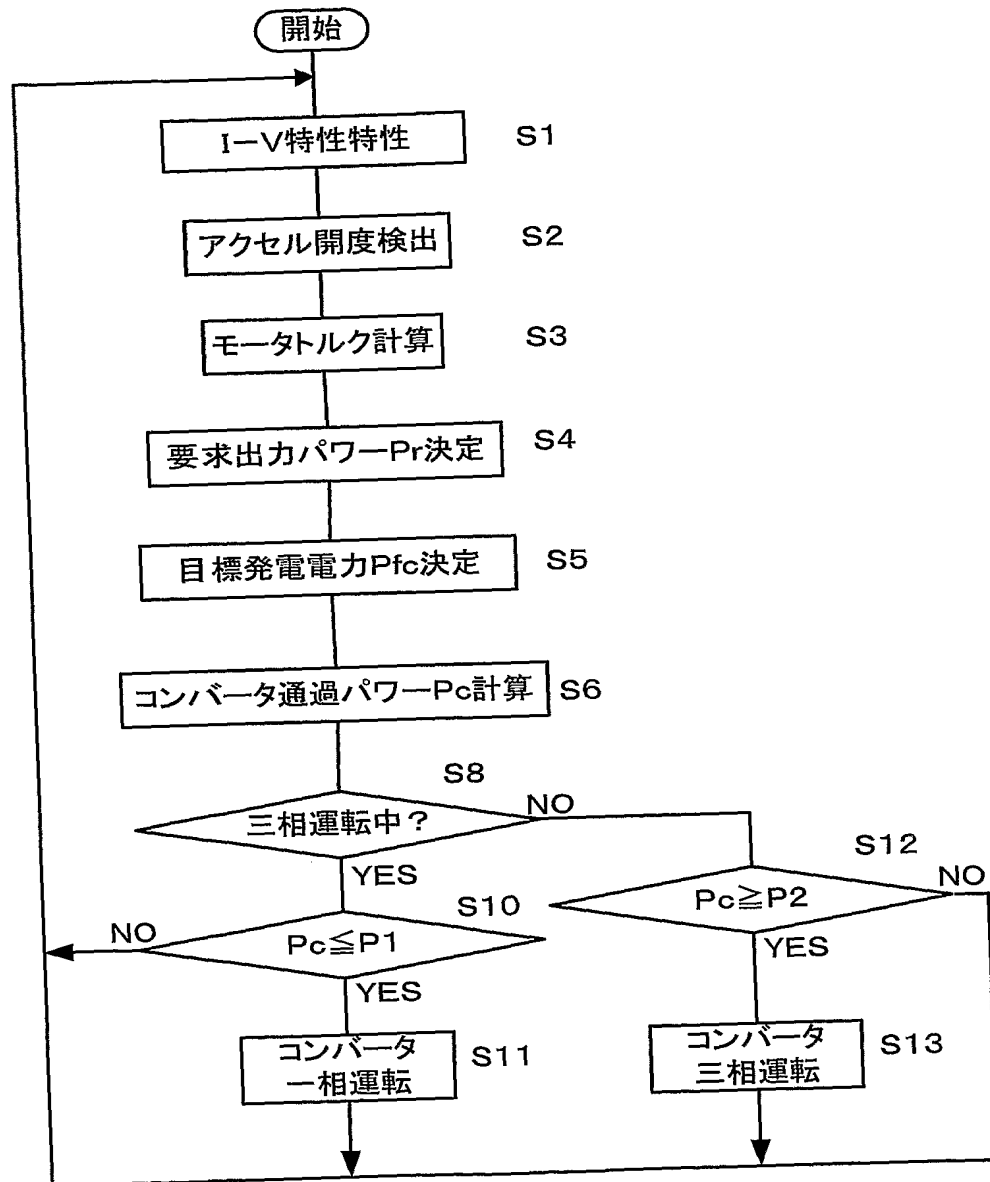 開始
I-V特性特性 S1
アクセル開度検出 S2
モータトルク計算 S3
要求出力パワーPr決定 S4
目標発電電力Pfc決定 S5
コンバータ通過パワーPc計算 S6
S8
三相運転中？
NO
YES
S12
Pc≧P2
NO
YES
S10
Pc≦P1
NO
YES
コンバータ
一相運転
S11
コンバータ
三相運転
S13